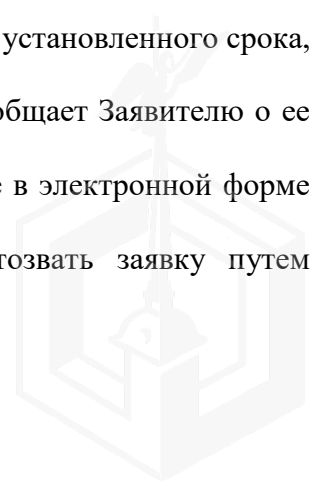 установленного срока,
общает Заявителю о ее
е в электронной форме
тозвать заявку путем